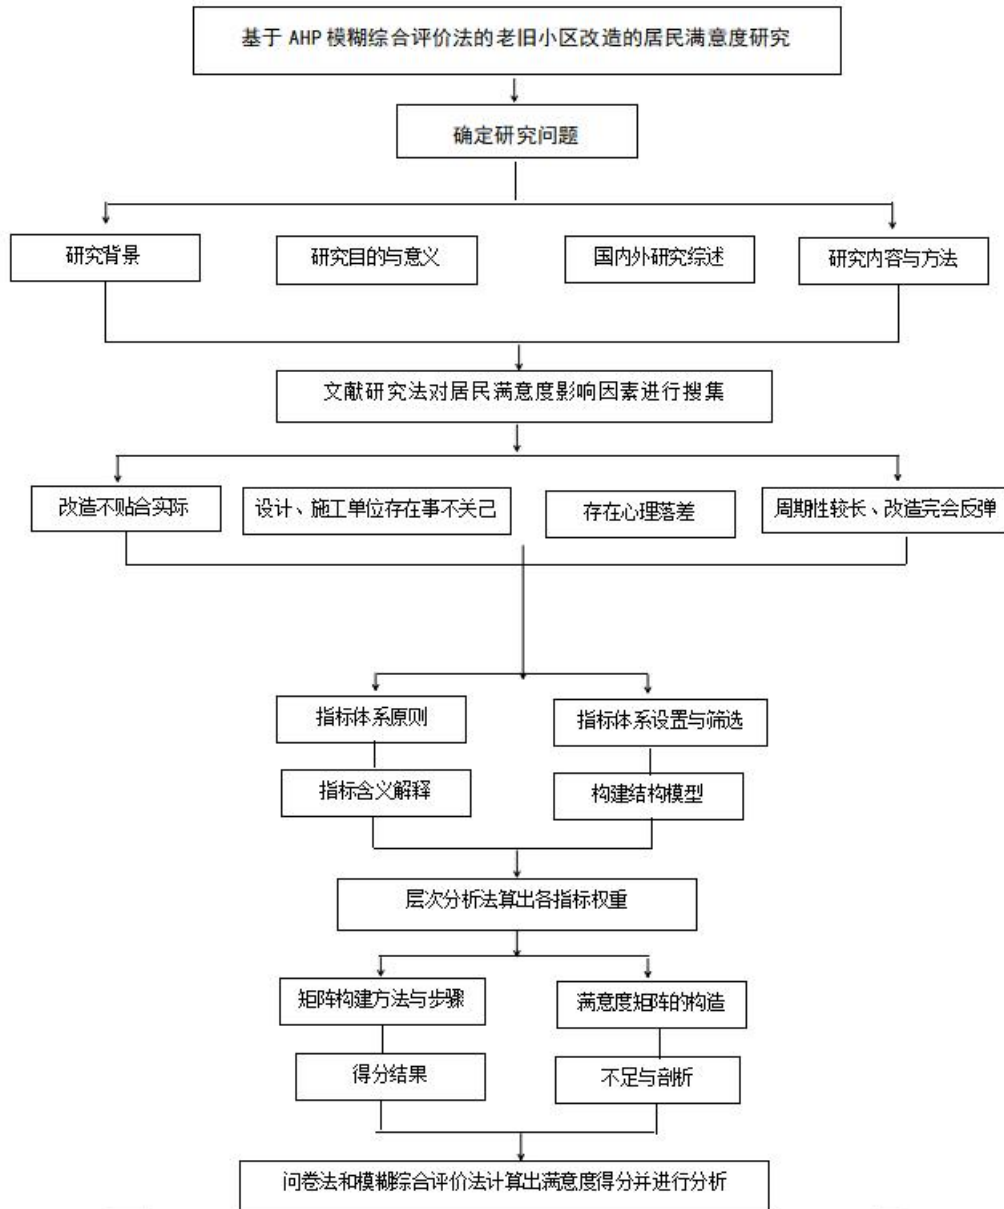 基于 AHP 模糊综合评价法的老旧小区改造的居民满意度研究
确定研究问题
研究背景
研究目的与意义
国内外研究综述
研究内容与方法
文献研究法对居民满意度影响因素进行搜集
改造不贴合实际
设计、施工单位存在事不关己
存在心理落差
周期性较长、改造完会反弹
指标体系原则
指标体系设置与筛选
指标含义解释
构建结构模型
层次分析法算出各指标权重
矩阵构建方法与步骤
满意度矩阵的构造
得分结果
不足与剖析
问卷法和模糊综合评价法计算出满意度得分并进行分析